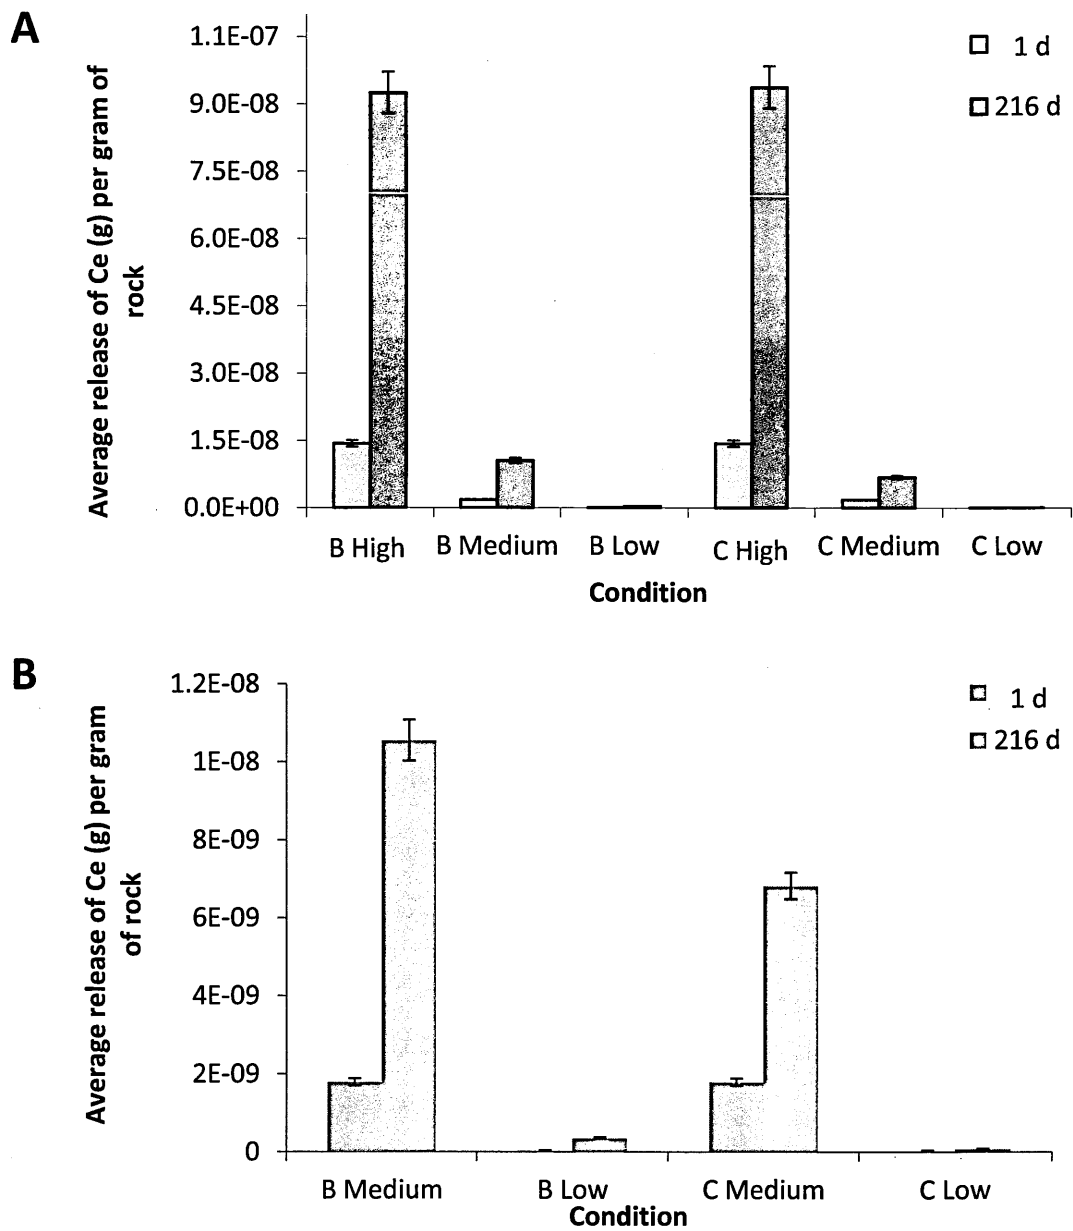 A
1.1E-07
9.0E-08
7.5E-08
6.0E-08
4.5E-08
3.0E-08
1.5E-08
0.0E+00
Average release of Ce (g) per gram of
rock
1 d
216 d
B High
B Medium
B Low
C High
C Medium
C Low
Condition
B
1.2E-08
1E-08
8E-09
6E-09
4E-09
2E-09
0
Average release of Ce (g) per gram
of rock
1 d
216 d
B Medium
B Low
C Medium
C Low
Condition